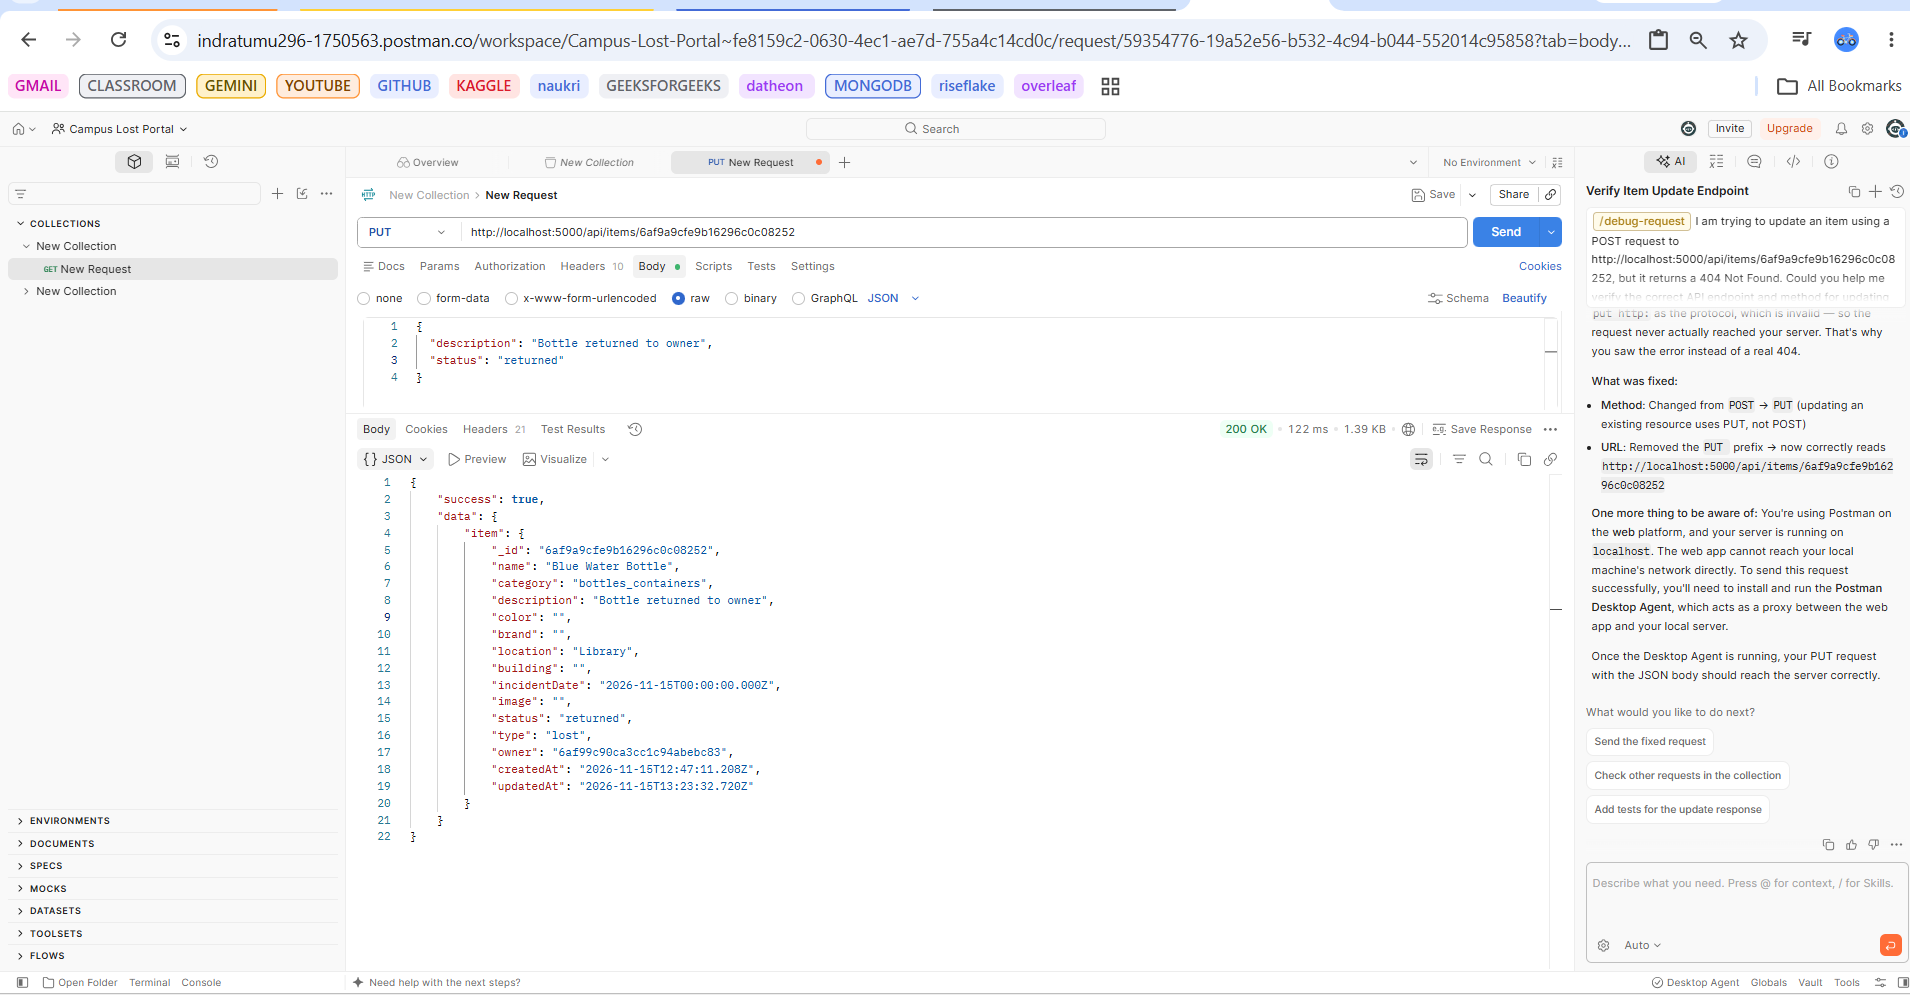 indratumu296-1750563.postman.co/workspace/Campus-Lost-Portal~fe8159c2-0630-4ec1-ae7d-755a4c14cd0c/request/59354776-19a52e56-b532-4c94-b044-552014c95858?tab=body...
GMAIL CLASSROOM GEMINI YOUTUBE GITHUB KAGGLE naukri GEEKSFORGEEKS datheon MONGODB riseflake overleaf All Bookmarks
Campus Lost Portal Search Invite Upgrade
Overview New Collection PUT New Request No Environment AI
New Collection > New Request Save Share
PUT http://localhost:5000/api/items/6af9a9cfe9b16296c0c08252 Send
Docs Params Authorization Headers 10 Body Scripts Tests Settings Cookies
none form-data x-www-form-urlencoded raw binary GraphQL JSON Schema Beautify
1 {
2 "description": "Bottle returned to owner",
3 "status": "returned"
4 }
Body Cookies Headers 21 Test Results 200 OK • 122 ms • 1.39 KB • e.g. Save Response
{} JSON Preview Visualize
1 {
2 "success": true,
3 "data": {
4 "item": {
5 "_id": "6af9a9cfe9b16296c0c08252",
6 "name": "Blue Water Bottle",
7 "category": "bottles_containers",
8 "description": "Bottle returned to owner",
9 "color": "",
10 "brand": "",
11 "location": "Library",
12 "building": "",
13 "incidentDate": "2026-11-15T00:00:00.000Z",
14 "image": "",
15 "status": "returned",
16 "type": "lost",
17 "owner": "6af99c90ca3cc1c94abebc83",
18 "createdAt": "2026-11-15T12:47:11.208Z",
19 "updatedAt": "2026-11-15T13:23:32.720Z"
20 }
21 }
22 }
COLLECTIONS
New Collection
GET New Request
New Collection
ENVIRONMENTS
DOCUMENTS
SPECS
MOCKS
DATASETS
TOOLSETS
FLOWS
Verify Item Update Endpoint
/debug-request I am trying to update an item using a
POST request to
http://localhost:5000/api/items/6af9a9cfe9b16296c0c08
252, but it returns a 404 Not Found. Could you help me
verify the correct API endpoint and method for updating
put http: as the protocol, which is invalid — so the
request never actually reached your server. That's why
you saw the error instead of a real 404.
What was fixed:
• Method: Changed from POST → PUT (updating an
existing resource uses PUT, not POST)
• URL: Removed the PUT prefix → now correctly reads
http://localhost:5000/api/items/6af9a9cfe9b162
96c0c08252
One more thing to be aware of: You're using Postman on
the web platform, and your server is running on
localhost. The web app cannot reach your local
machine's network directly. To send this request
successfully, you'll need to install and run the Postman
Desktop Agent, which acts as a proxy between the web
app and your local server.
Once the Desktop Agent is running, your PUT request
with the JSON body should reach the server correctly.
What would you like to do next?
Send the fixed request
Check other requests in the collection
Add tests for the update response
Describe what you need. Press @ for context, / for Skills.
Auto
Open Folder Terminal Console Need help with the next steps? Desktop Agent Globals Vault Tools